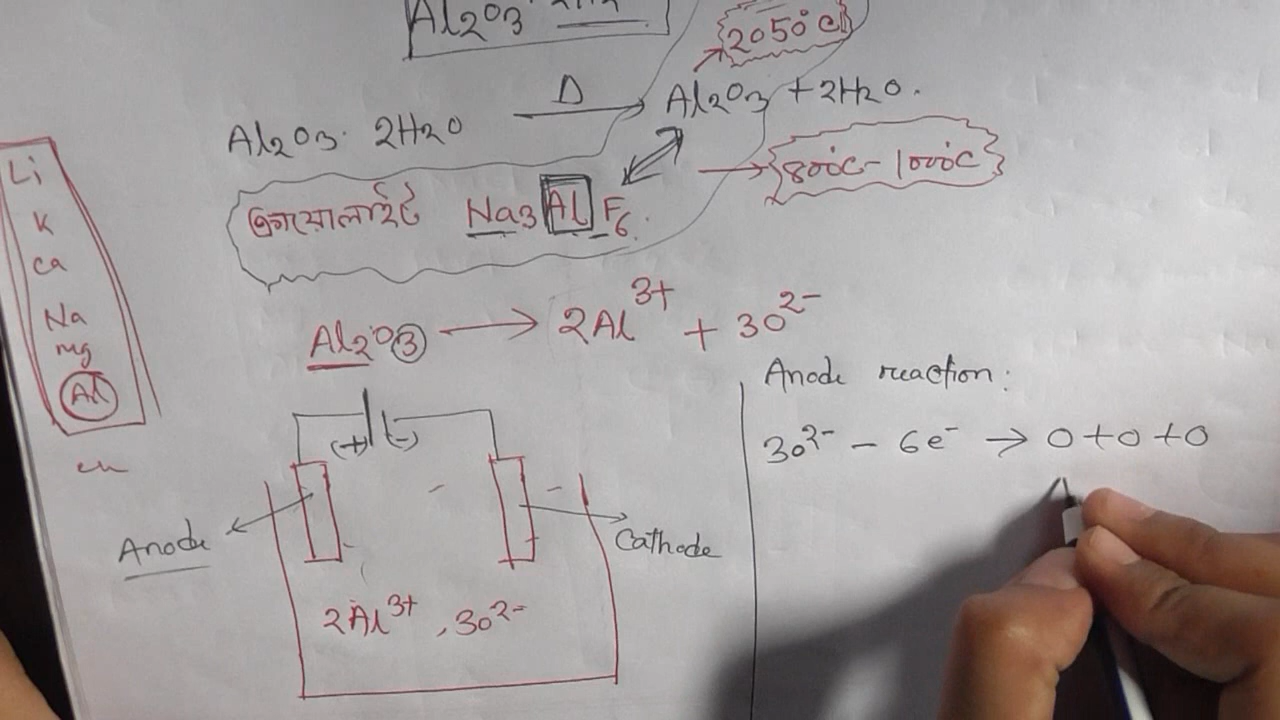 Al2O3 2H2
2050°C
Al2O3. 2H2O Δ → Al2O3 + 2H2O.
→ 800°C - 1000°C
ক্রায়োলাইট Na3AlF6.
Li
K
Ca
Na
Mg
Al
Al2O3 → 2Al3+ + 3O2-
Anode reaction:
3O2- - 6e- → O + O + O
(+) (-)
Anode
Cathode
2Al3+, 3O2-